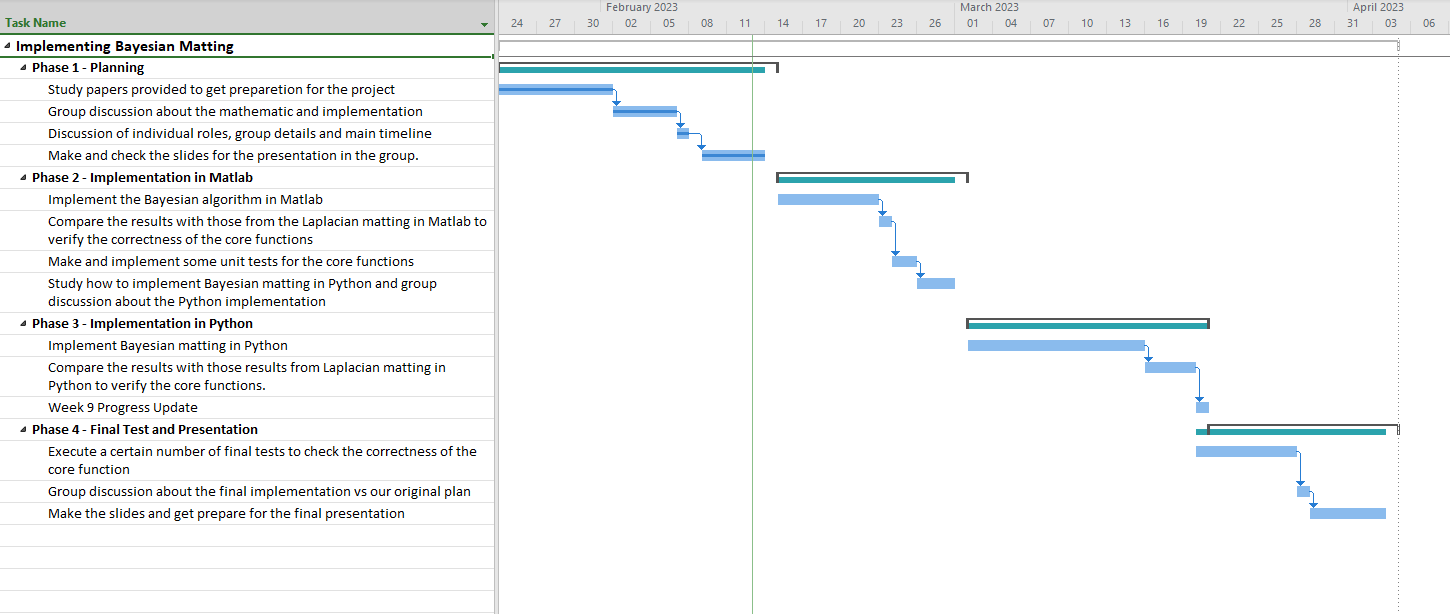 February 2023 March 2023 April 2023
Task Name 24 27 30 02 05 08 11 14 17 20 23 26 01 04 07 10 13 16 19 22 25 28 31 03 06
Implementing Bayesian Matting
Phase 1 - Planning
Study papers provided to get preparetion for the project
Group discussion about the mathematic and implementation
Discussion of individual roles, group details and main timeline
Make and check the slides for the presentation in the group.
Phase 2 - Implementation in Matlab
Implement the Bayesian algorithm in Matlab
Compare the results with those from the Laplacian matting in Matlab to
verify the correctness of the core functions
Make and implement some unit tests for the core functions
Study how to implement Bayesian matting in Python and group
discussion about the Python implementation
Phase 3 - Implementation in Python
Implement Bayesian matting in Python
Compare the results with those results from Laplacian matting in
Python to verify the core functions.
Week 9 Progress Update
Phase 4 - Final Test and Presentation
Execute a certain number of final tests to check the correctness of the
core function
Group discussion about the final implementation vs our original plan
Make the slides and get prepare for the final presentation